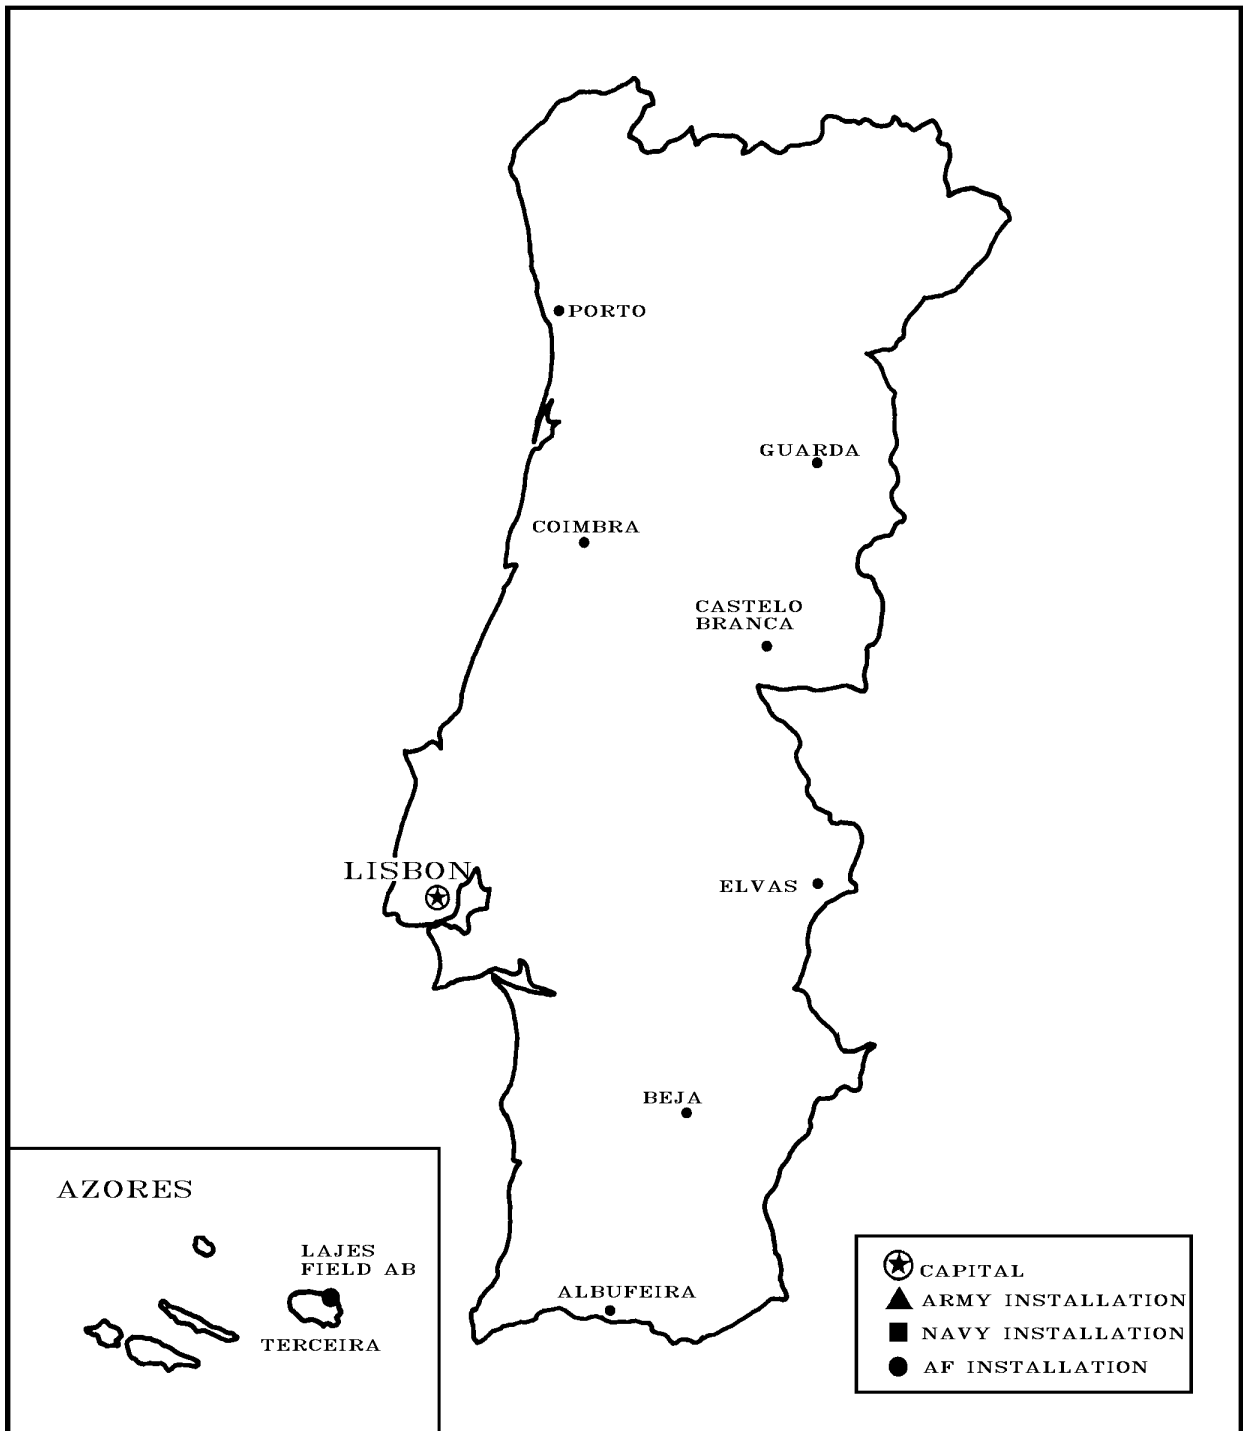 PORTO
GUARDA
COIMBRA
CASTELO
BRANCA
LISBON
ELVAS
BEJA
AZORES
LAJES
FIELD AB
TERCEIRA
ALBUFEIRA
CAPITAL
ARMY INSTALLATION
NAVY INSTALLATION
AF INSTALLATION